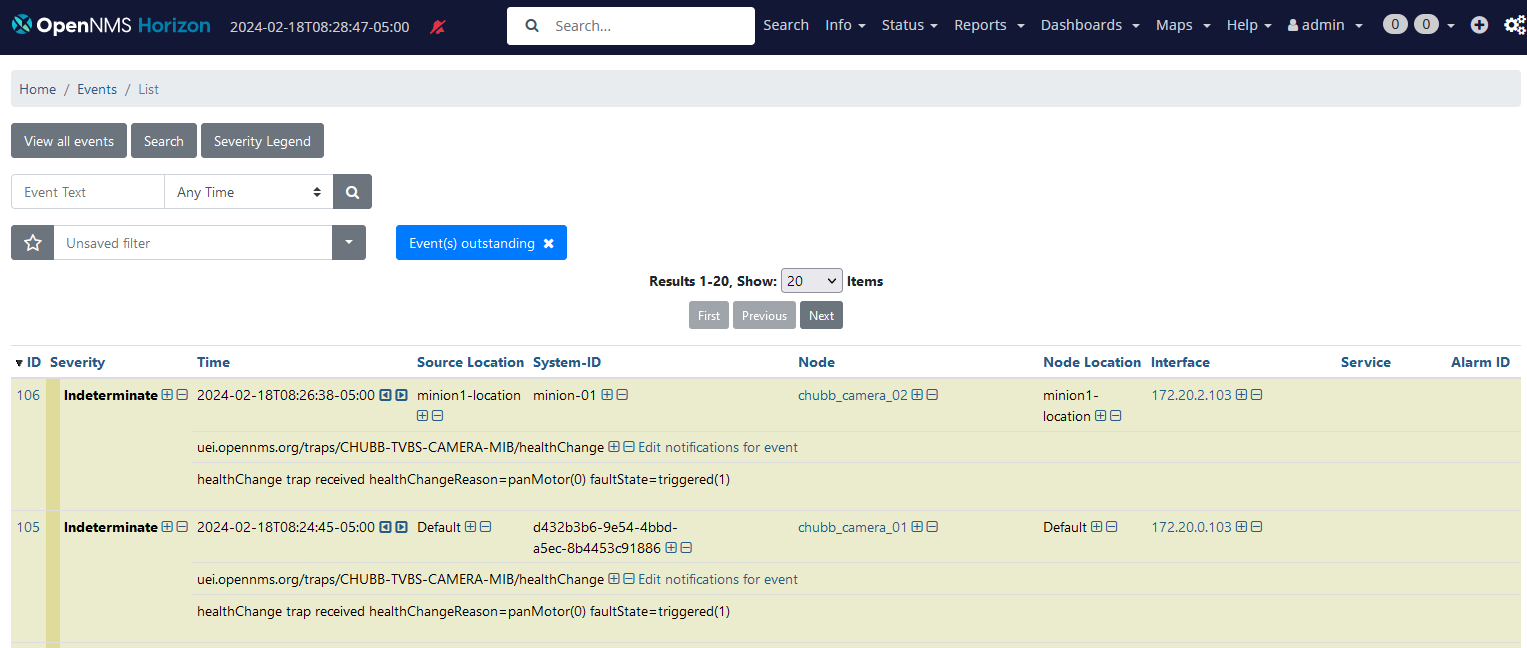 OpenNMS Horizon 2024-02-18T08:28:47-05:00 Search... Search Info Status Reports Dashboards Maps Help admin 0 0
Home / Events / List
View all events Search Severity Legend
Event Text Any Time
Unsaved filter Event(s) outstanding
Results 1-20, Show: 20 Items
First Previous Next
ID Severity Time Source Location System-ID Node Node Location Interface Service Alarm ID
106 Indeterminate 2024-02-18T08:26:38-05:00 minion1-location minion-01 chubb_camera_02 minion1- 172.20.2.103
location
uei.opennms.org/traps/CHUBB-TVBS-CAMERA-MIB/healthChange Edit notifications for event
healthChange trap received healthChangeReason=panMotor(0) faultState=triggered(1)
105 Indeterminate 2024-02-18T08:24:45-05:00 Default d432b3b6-9e54-4bbd- chubb_camera_01 Default 172.20.0.103
a5ec-8b4453c91886
uei.opennms.org/traps/CHUBB-TVBS-CAMERA-MIB/healthChange Edit notifications for event
healthChange trap received healthChangeReason=panMotor(0) faultState=triggered(1)